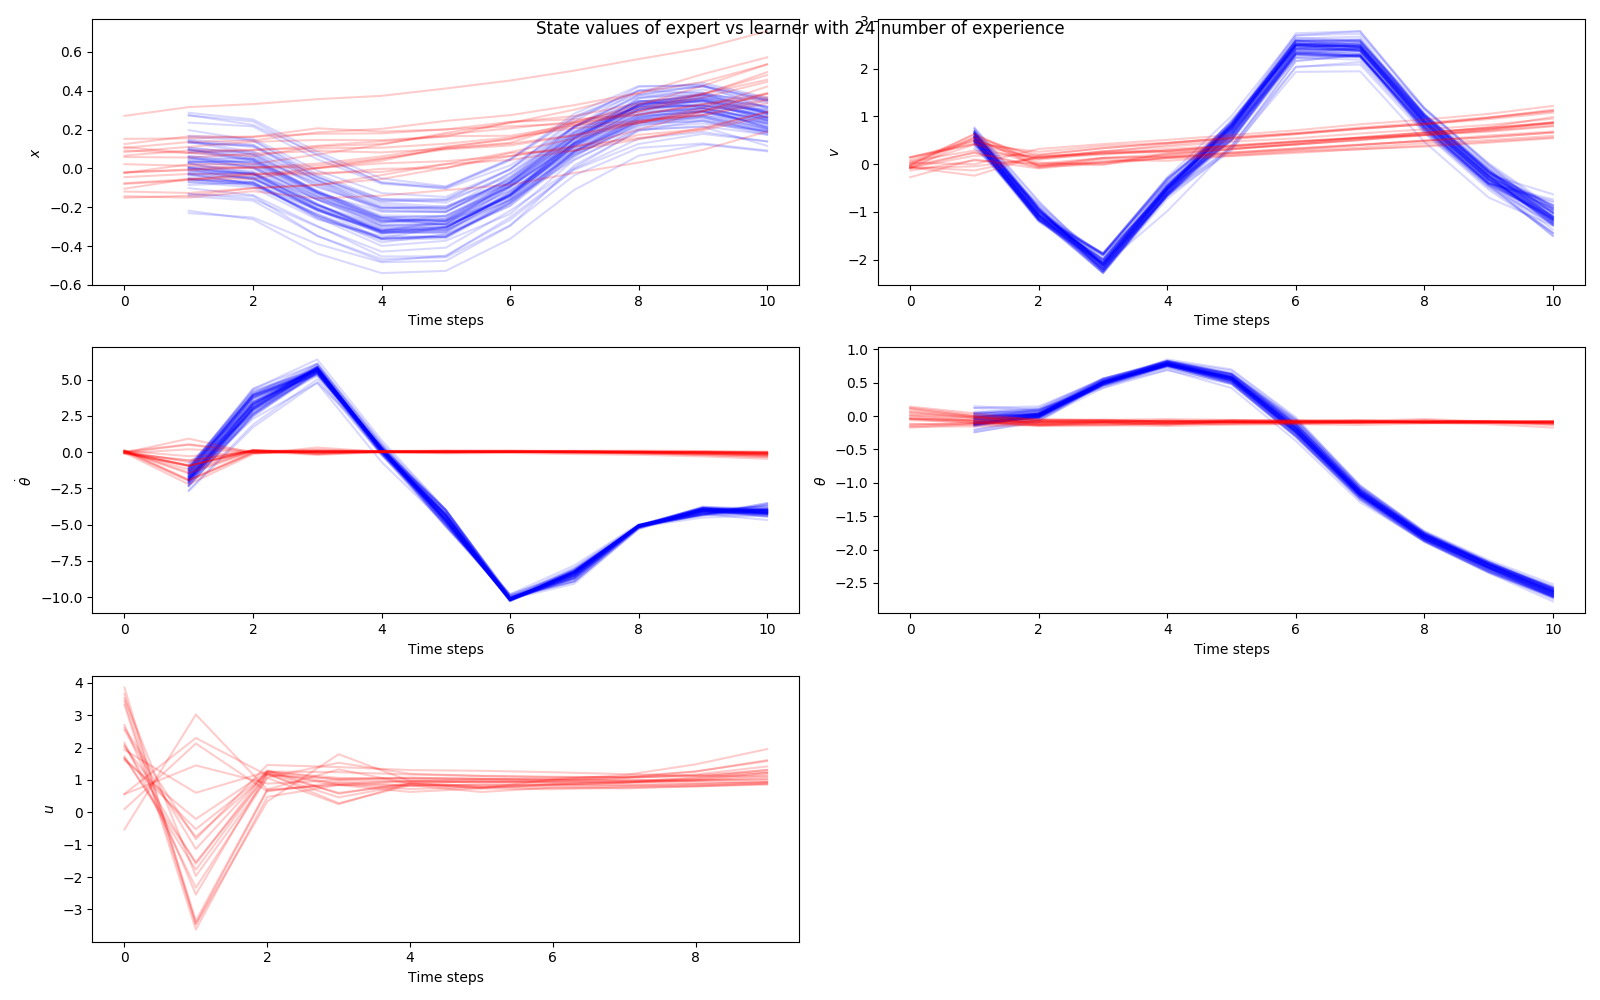 State values of expert vs learner with 24 number of experience
0.6
0.4
0.2
0.0
−0.2
−0.4
−0.6
x
0 2 4 6 8 10
Time steps
3
2
1
0
−1
−2
v
0 2 4 6 8 10
Time steps
5.0
2.5
0.0
−2.5
−5.0
−7.5
−10.0
θ̇
0 2 4 6 8 10
Time steps
1.0
0.5
0.0
−0.5
−1.0
−1.5
−2.0
−2.5
θ
0 2 4 6 8 10
Time steps
4
3
2
1
0
−1
−2
−3
u
0 2 4 6 8
Time steps